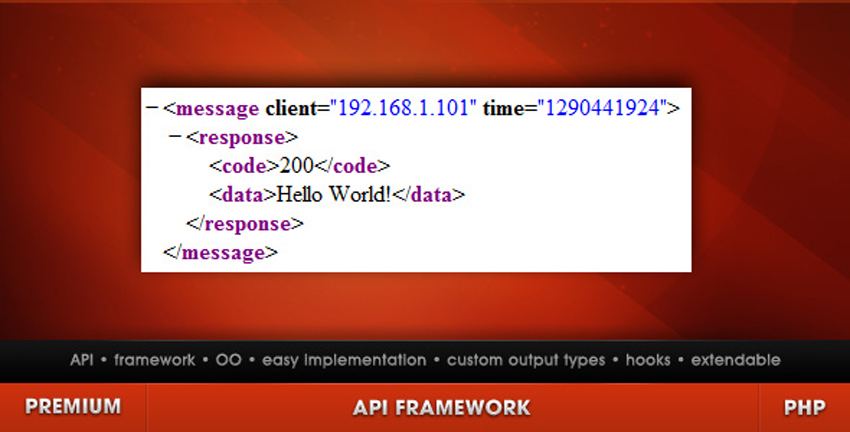 − <message client="192.168.1.101" time="1290441924">
− <response>
<code>200</code>
<data>Hello World!</data>
</response>
</message>
API • framework • OO • easy implementation • custom output types • hooks • extendable
PREMIUM
API FRAMEWORK
PHP